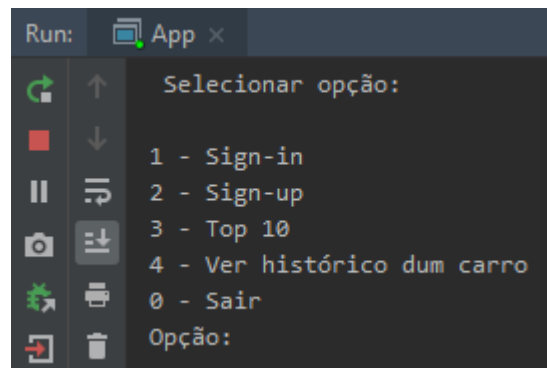 Run: App
Selecionar opção:
1 - Sign-in
2 - Sign-up
3 - Top 10
4 - Ver histórico dum carro
0 - Sair
Opção: